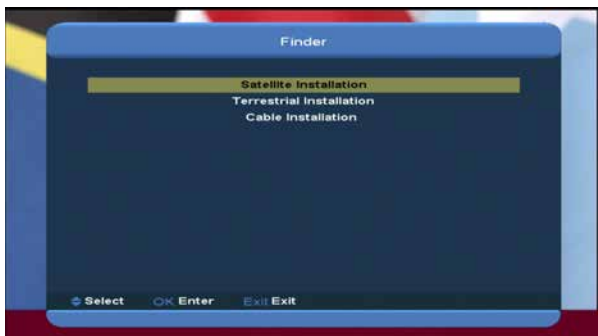 Finder
Satellite Installation
Terrestrial Installation
Cable Installation
Select OK Enter Exit Exit